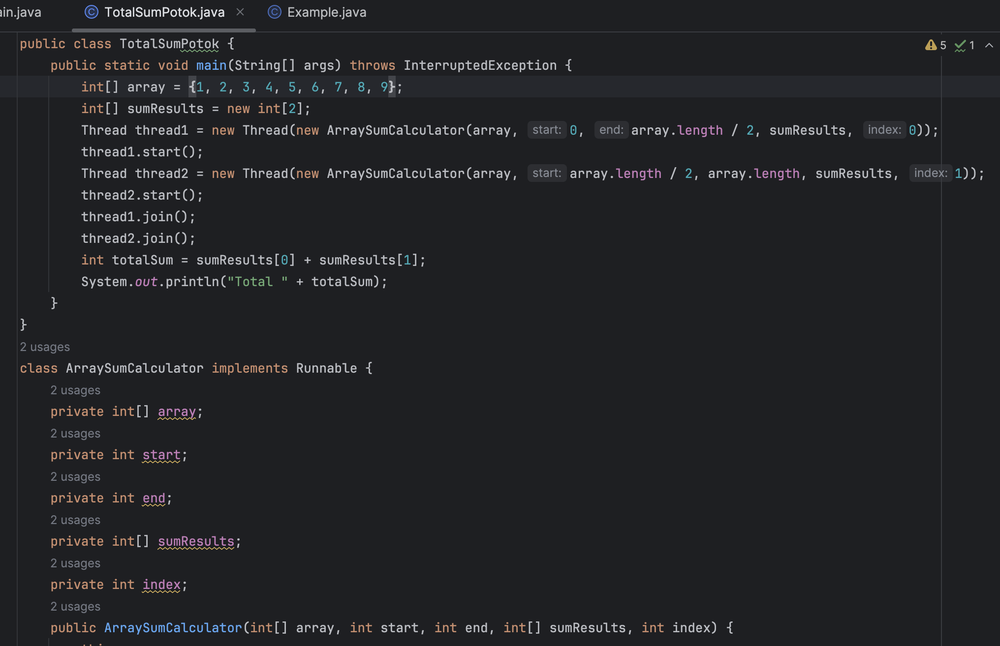 ain.java TotalSumPotok.java Example.java
public class TotalSumPotok { 5 1
public static void main(String[] args) throws InterruptedException {
int[] array = {1, 2, 3, 4, 5, 6, 7, 8, 9};
int[] sumResults = new int[2];
Thread thread1 = new Thread(new ArraySumCalculator(array, start: 0, end: array.length / 2, sumResults, index: 0));
thread1.start();
Thread thread2 = new Thread(new ArraySumCalculator(array, start: array.length / 2, array.length, sumResults, index: 1));
thread2.start();
thread1.join();
thread2.join();
int totalSum = sumResults[0] + sumResults[1];
System.out.println("Total " + totalSum);
}
}
2 usages
class ArraySumCalculator implements Runnable {
2 usages
private int[] array;
2 usages
private int start;
2 usages
private int end;
2 usages
private int[] sumResults;
2 usages
private int index;
2 usages
public ArraySumCalculator(int[] array, int start, int end, int[] sumResults, int index) {